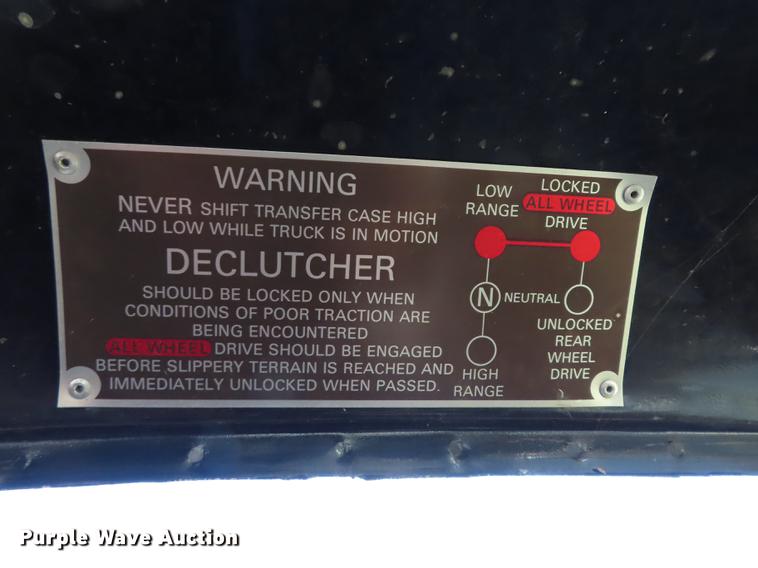 WARNING
NEVER SHIFT TRANSFER CASE HIGH
AND LOW WHILE TRUCK IS IN MOTION
DECLUTCHER
SHOULD BE LOCKED ONLY WHEN
CONDITIONS OF POOR TRACTION ARE
BEING ENCOUNTERED
ALL WHEEL DRIVE SHOULD BE ENGAGED
BEFORE SLIPPERY TERRAIN IS REACHED AND
IMMEDIATELY UNLOCKED WHEN PASSED.
LOW
RANGE
LOCKED
ALL WHEEL
DRIVE
N NEUTRAL
UNLOCKED
REAR
WHEEL
DRIVE
HIGH
RANGE
Purple Wave Auction